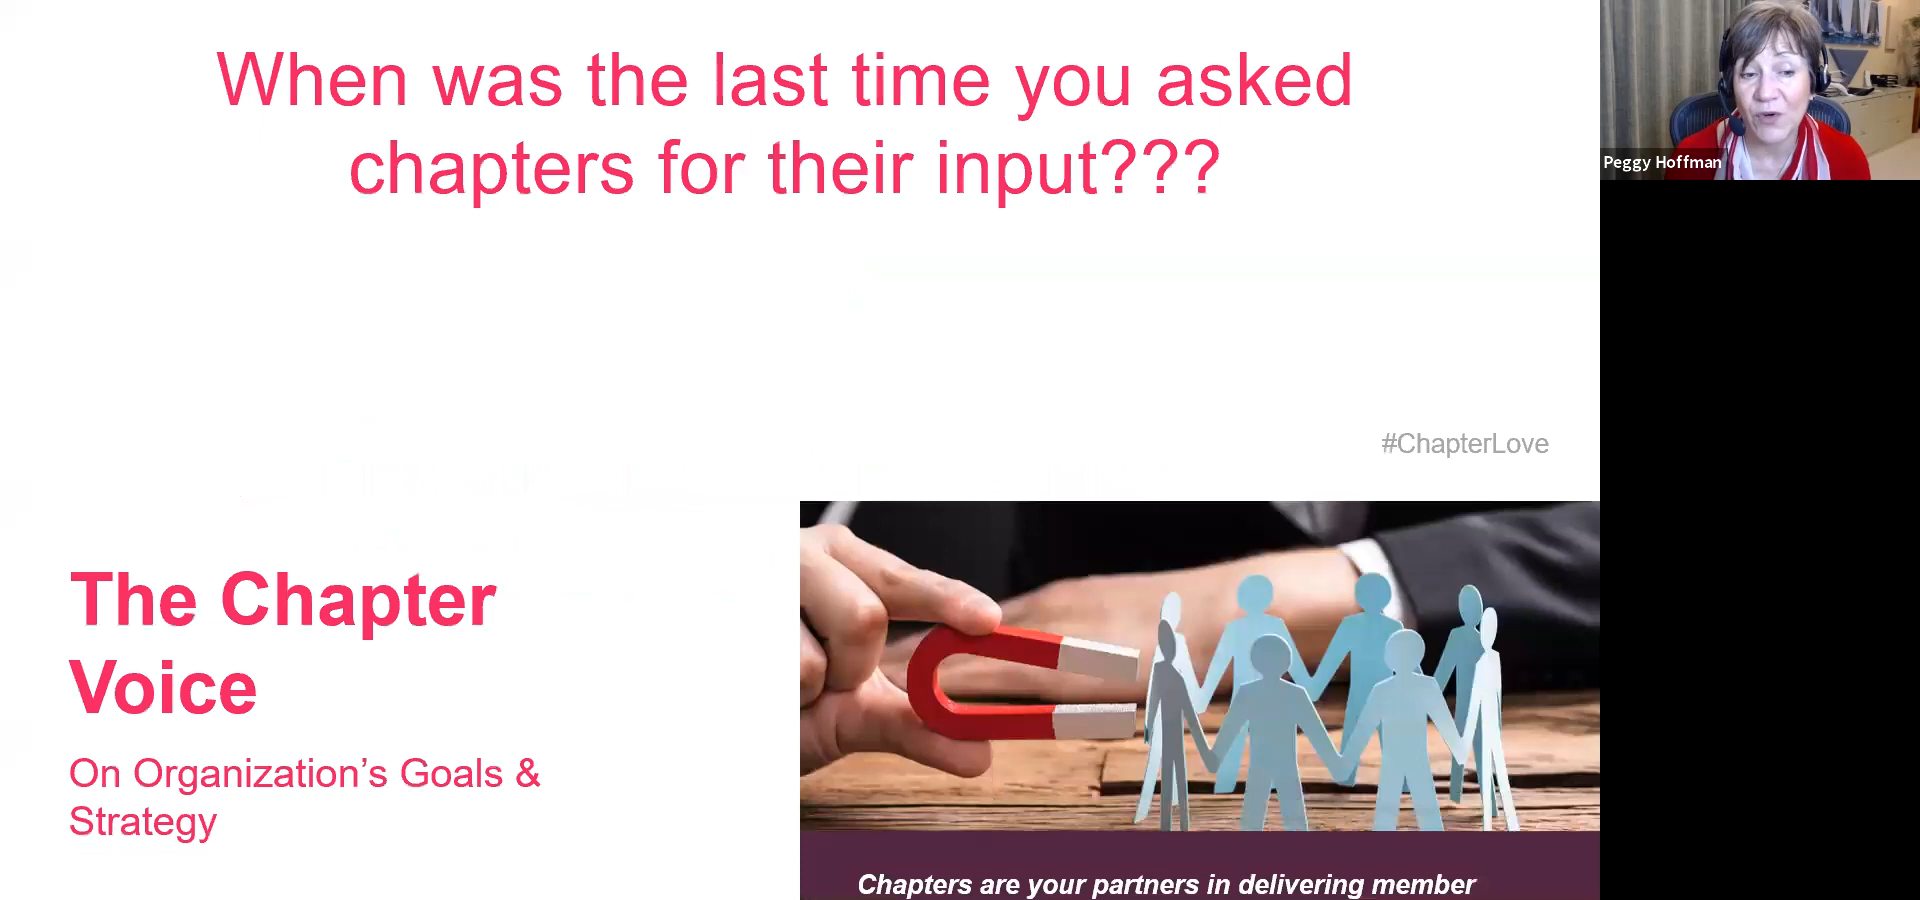 When was the last time you asked
chapters for their input???
#ChapterLove
The Chapter
Voice
On Organization’s Goals &
Strategy
Chapters are your partners in delivering member
Peggy Hoffman